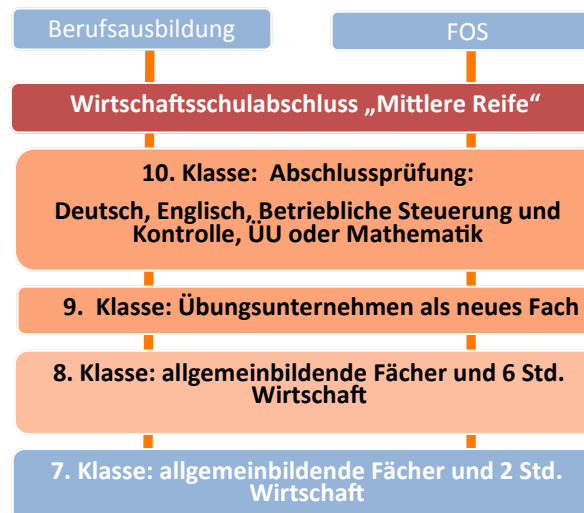 Berufsausbildung
FOS
Wirtschaftsschulabschluss „Mittlere Reife“
10. Klasse: Abschlussprüfung:
Deutsch, Englisch, Betriebliche Steuerung und
Kontrolle, ÜU oder Mathematik
9. Klasse: Übungsunternehmen als neues Fach
8. Klasse: allgemeinbildende Fächer und 6 Std.
Wirtschaft
7. Klasse: allgemeinbildende Fächer und 2 Std.
Wirtschaft